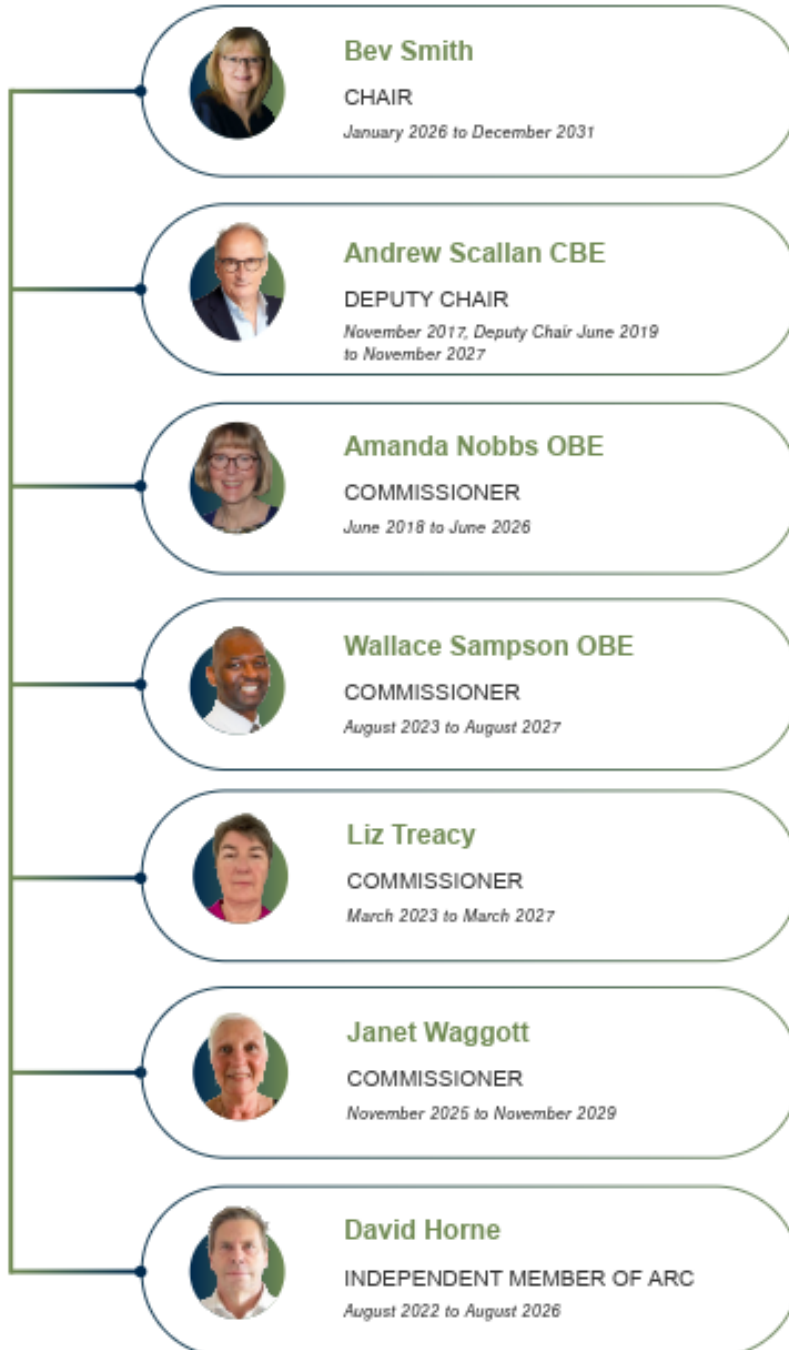 Bev Smith
CHAIR
January 2026 to December 2031
Andrew Scallan CBE
DEPUTY CHAIR
November 2017, Deputy Chair June 2019
to November 2027
Amanda Nobbs OBE
COMMISSIONER
June 2018 to June 2026
Wallace Sampson OBE
COMMISSIONER
August 2023 to August 2027
Liz Treacy
COMMISSIONER
March 2023 to March 2027
Janet Waggott
COMMISSIONER
November 2025 to November 2029
David Horne
INDEPENDENT MEMBER OF ARC
August 2022 to August 2026